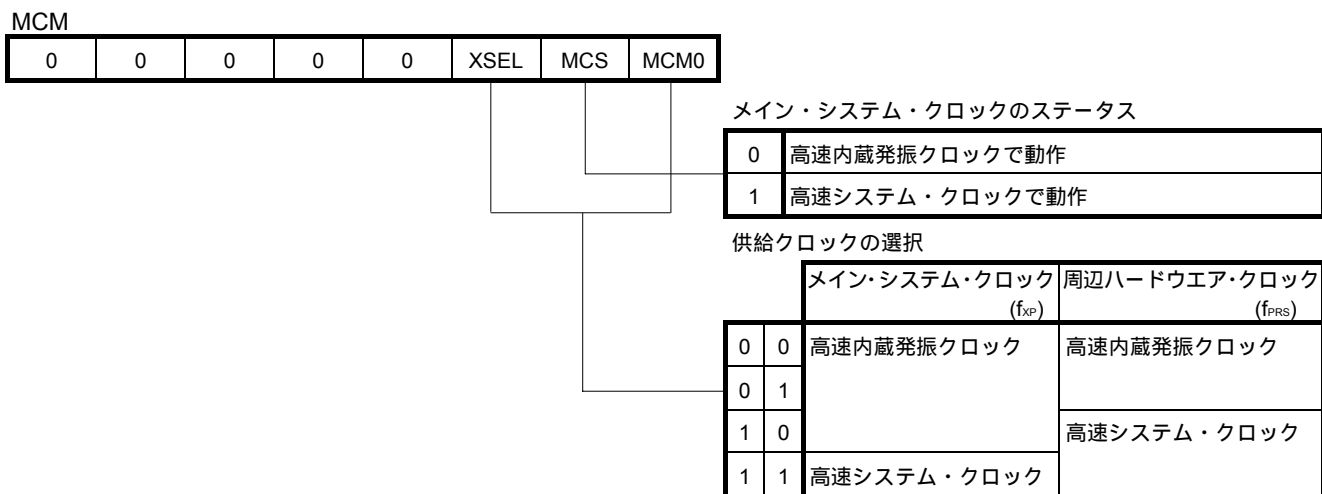 MCM
0 0 0 0 0 XSEL MCS MCM0
メイン・システム・クロックのステータス
0 高速内蔵発振クロックで動作
1 高速システム・クロックで動作
供給クロックの選択
メイン・システム・クロック 周辺ハードウエア・クロック
(fXP) (fPRS)
0 0 高速内蔵発振クロック 高速内蔵発振クロック
0 1
1 0 高速システム・クロック
1 1 高速システム・クロック